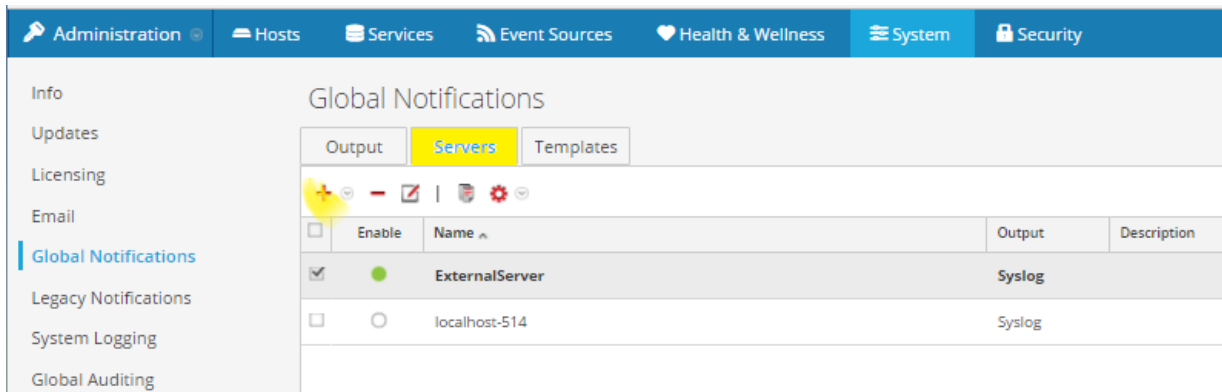 Administration Hosts Services Event Sources Health & Wellness System Security
Info
Updates
Licensing
Email
Global Notifications
Legacy Notifications
System Logging
Global Auditing
Global Notifications
Output Servers Templates
Enable Name Output Description
ExternalServer Syslog
localhost-514 Syslog